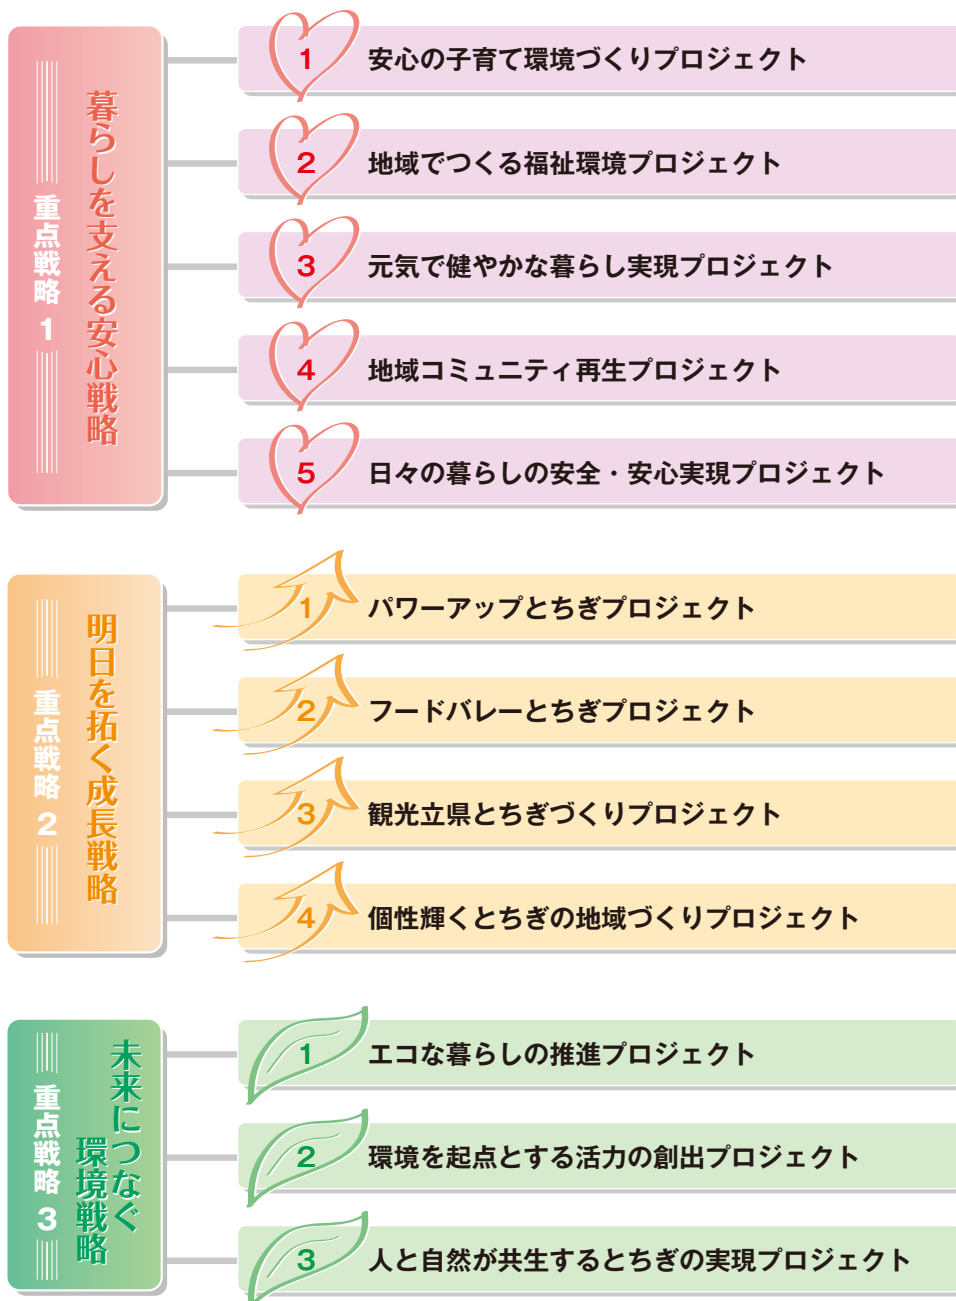 重点戦略 1
暮らしを支える安心戦略
1 安心の子育て環境づくりプロジェクト
2 地域でつくる福祉環境プロジェクト
3 元気で健やかな暮らし実現プロジェクト
4 地域コミュニティ再生プロジェクト
5 日々の暮らしの安全・安心実現プロジェクト
重点戦略 2
明日を拓く成長戦略
1 パワーアップとちぎプロジェクト
2 フードバレーとちぎプロジェクト
3 観光立県とちぎづくりプロジェクト
4 個性輝くとちぎの地域づくりプロジェクト
重点戦略 3
未来につなぐ
環境戦略
1 エコな暮らしの推進プロジェクト
2 環境を起点とする活力の創出プロジェクト
3 人と自然が共生するとちぎの実現プロジェクト